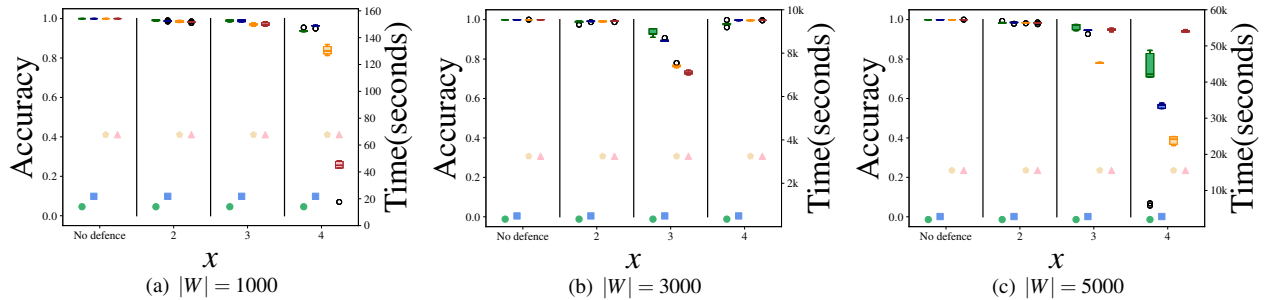 1.0
0.8
0.6
0.4
0.2
0.0
Accuracy
160
140
120
100
80
60
40
20
0
Time(seconds)
No defence 2 3 4
x
(a) |W| = 1000
1.0
0.8
0.6
0.4
0.2
0.0
Accuracy
10k
8k
6k
4k
2k
Time(seconds)
No defence 2 3 4
x
(b) |W| = 3000
1.0
0.8
0.6
0.4
0.2
0.0
Accuracy
60k
50k
40k
30k
20k
10k
Time(seconds)
No defence 2 3 4
x
(c) |W| = 5000